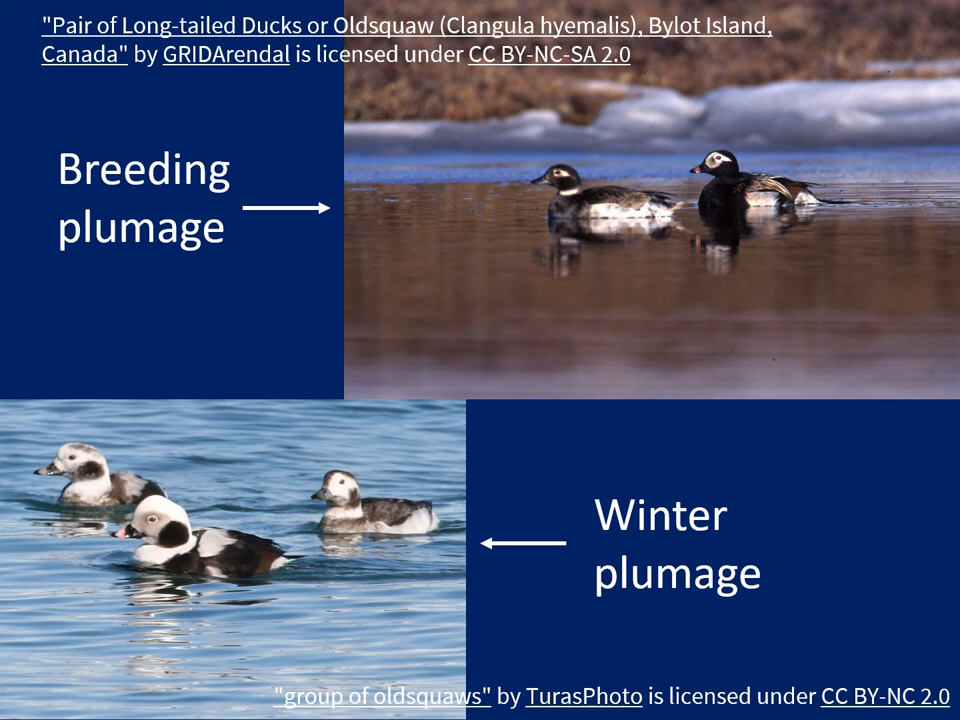 "Pair of Long-tailed Ducks or Oldsquaw (Clangula hyemalis), Bylot Island,
Canada" by GRIDArendal is licensed under CC BY-NC-SA 2.0
Breeding
plumage
Winter
plumage
"group of oldsquaws" by TurasPhoto is licensed under CC BY-NC 2.0